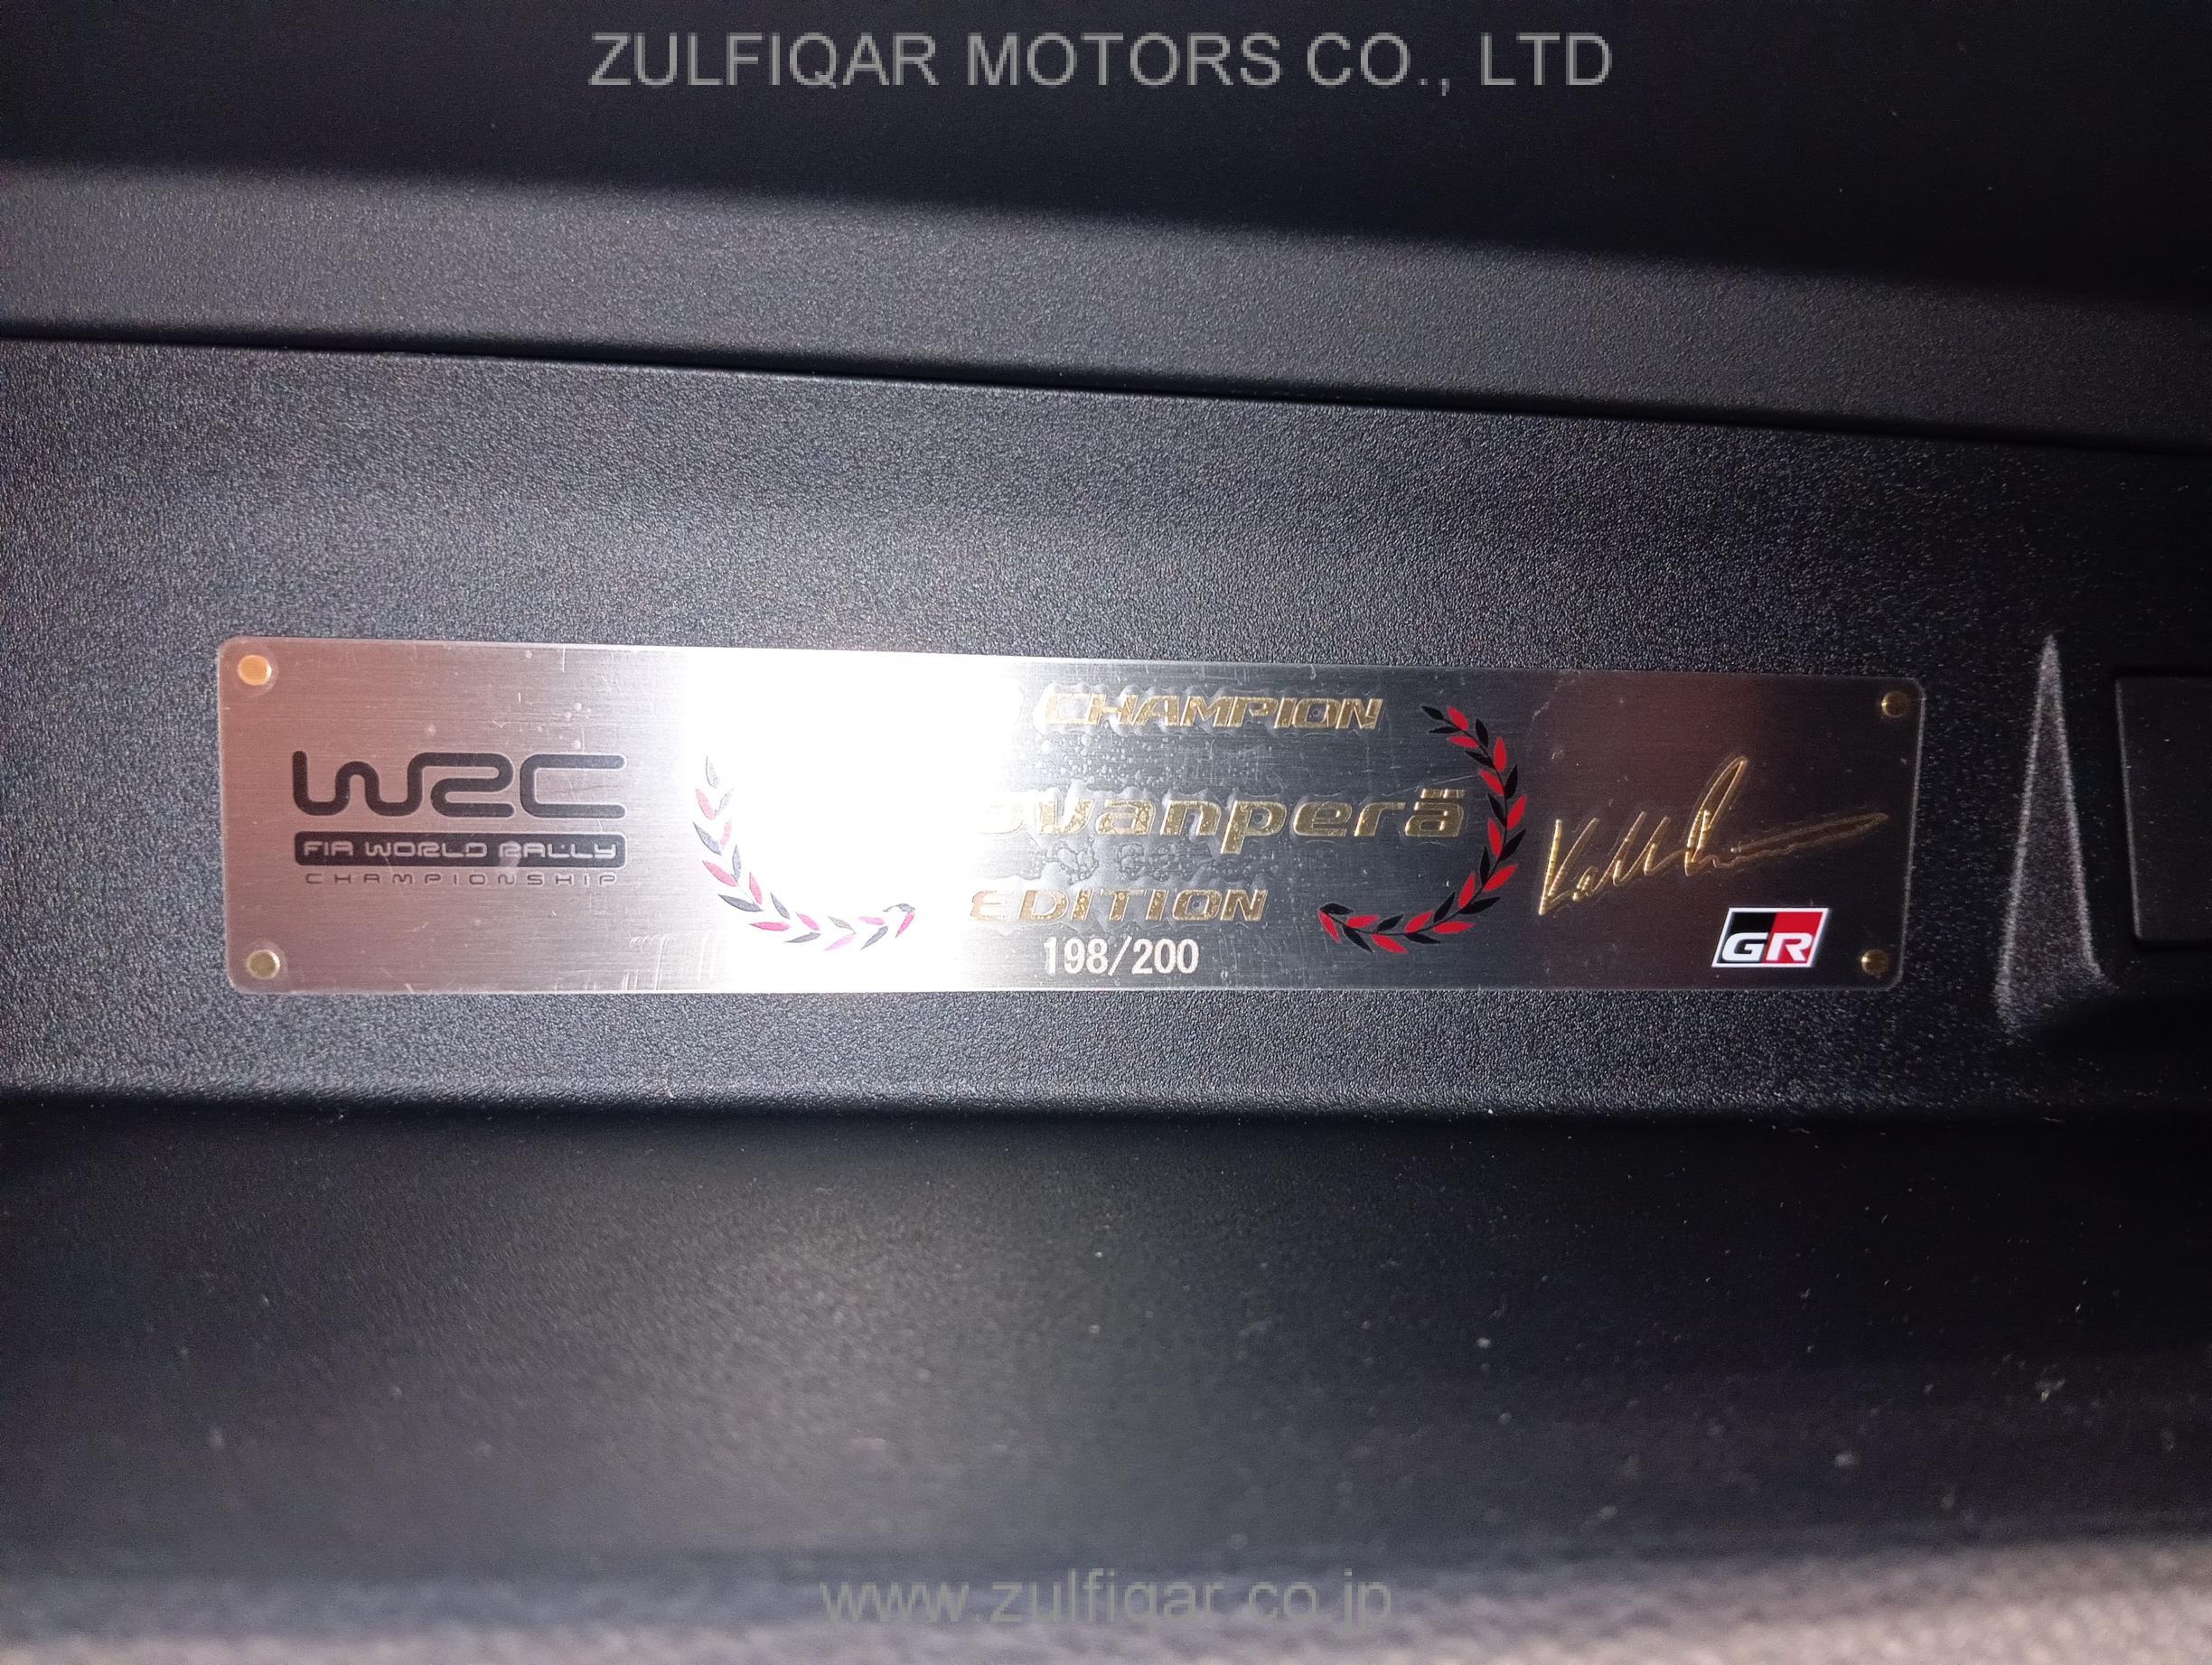 ZULFIQAR MOTORS CO., LTD
WRC
FIA WORLD RALLY
CHAMPIONSHIP
CHAMPION
EDITION
198/200
GR
www.zulfiqar.co.jp